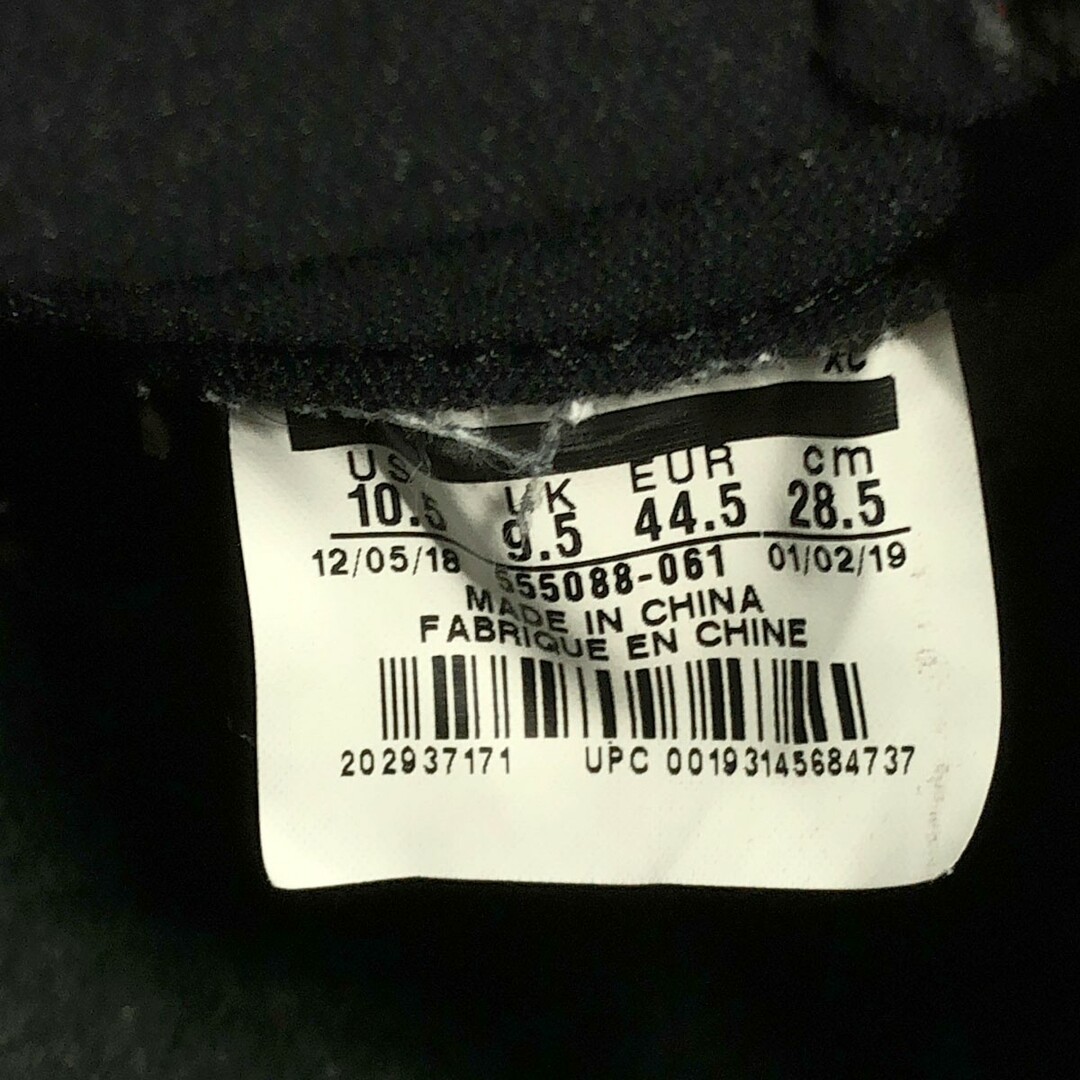 XC
US UK EUR cm
10.5 9.5 44.5 28.5
12/05/18 555088-061 01/02/19
MADE IN CHINA
FABRIQUE EN CHINE
202937171 UPC 00193145684737